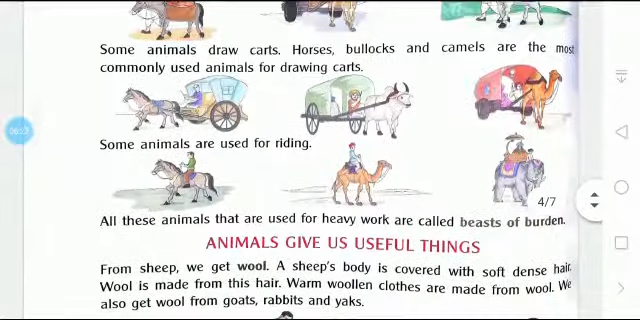 Some animals draw carts. Horses, bullocks and camels are the most
commonly used animals for drawing carts.
Some animals are used for riding.
4/7
All these animals that are used for heavy work are called beasts of burden.
ANIMALS GIVE US USEFUL THINGS
From sheep, we get wool. A sheep's body is covered with soft dense hair.
Wool is made from this hair. Warm woollen clothes are made from wool. We
also get wool from goats, rabbits and yaks.